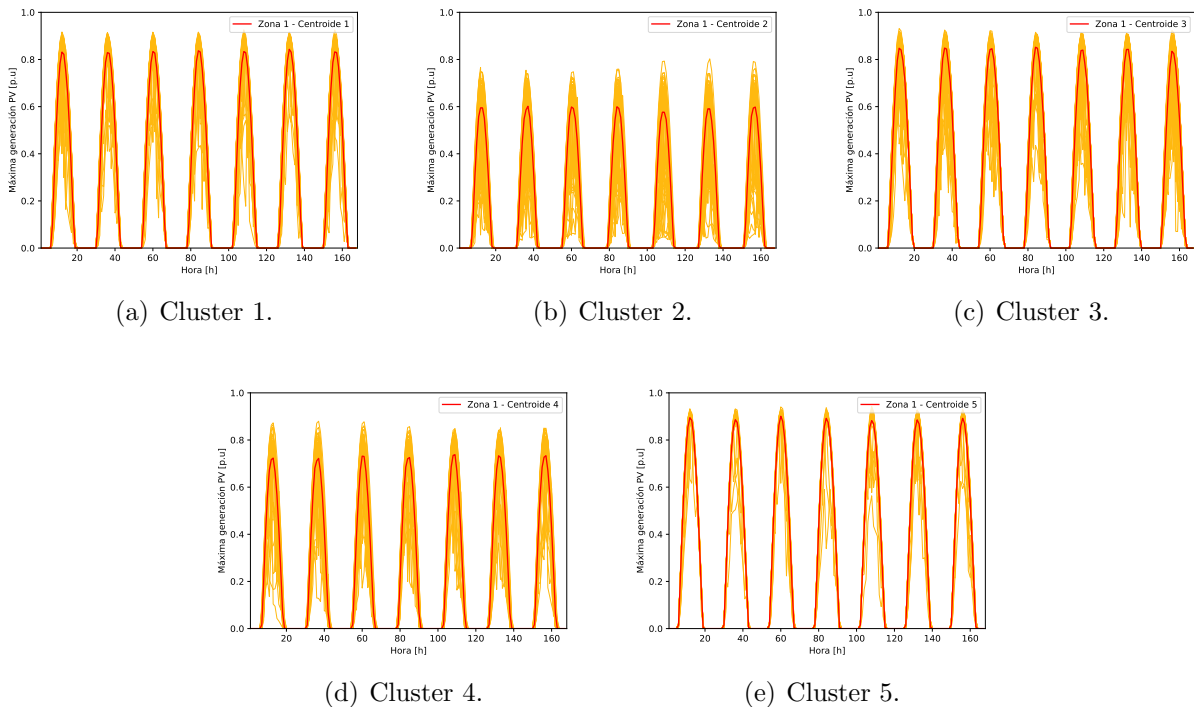 Zona 1 - Centroide 1
Máxima generación PV [p.u]
1.0
0.8
0.6
0.4
0.2
0.0
20 40 60 80 100 120 140 160
Hora [h]
(a) Cluster 1.
Zona 1 - Centroide 2
Máxima generación PV [p.u]
1.0
0.8
0.6
0.4
0.2
0.0
20 40 60 80 100 120 140 160
Hora [h]
(b) Cluster 2.
Zona 1 - Centroide 3
Máxima generación PV [p.u]
1.0
0.8
0.6
0.4
0.2
0.0
20 40 60 80 100 120 140 160
Hora [h]
(c) Cluster 3.
Zona 1 - Centroide 4
Máxima generación PV [p.u]
1.0
0.8
0.6
0.4
0.2
0.0
20 40 60 80 100 120 140 160
Hora [h]
(d) Cluster 4.
Zona 1 - Centroide 5
Máxima generación PV [p.u]
1.0
0.8
0.6
0.4
0.2
0.0
20 40 60 80 100 120 140 160
Hora [h]
(e) Cluster 5.